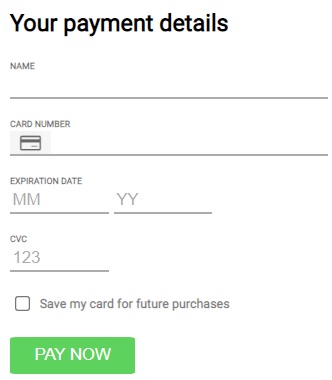 Your payment details
NAME
CARD NUMBER
EXPIRATION DATE
MM YY
CVC
123
Save my card for future purchases
PAY NOW